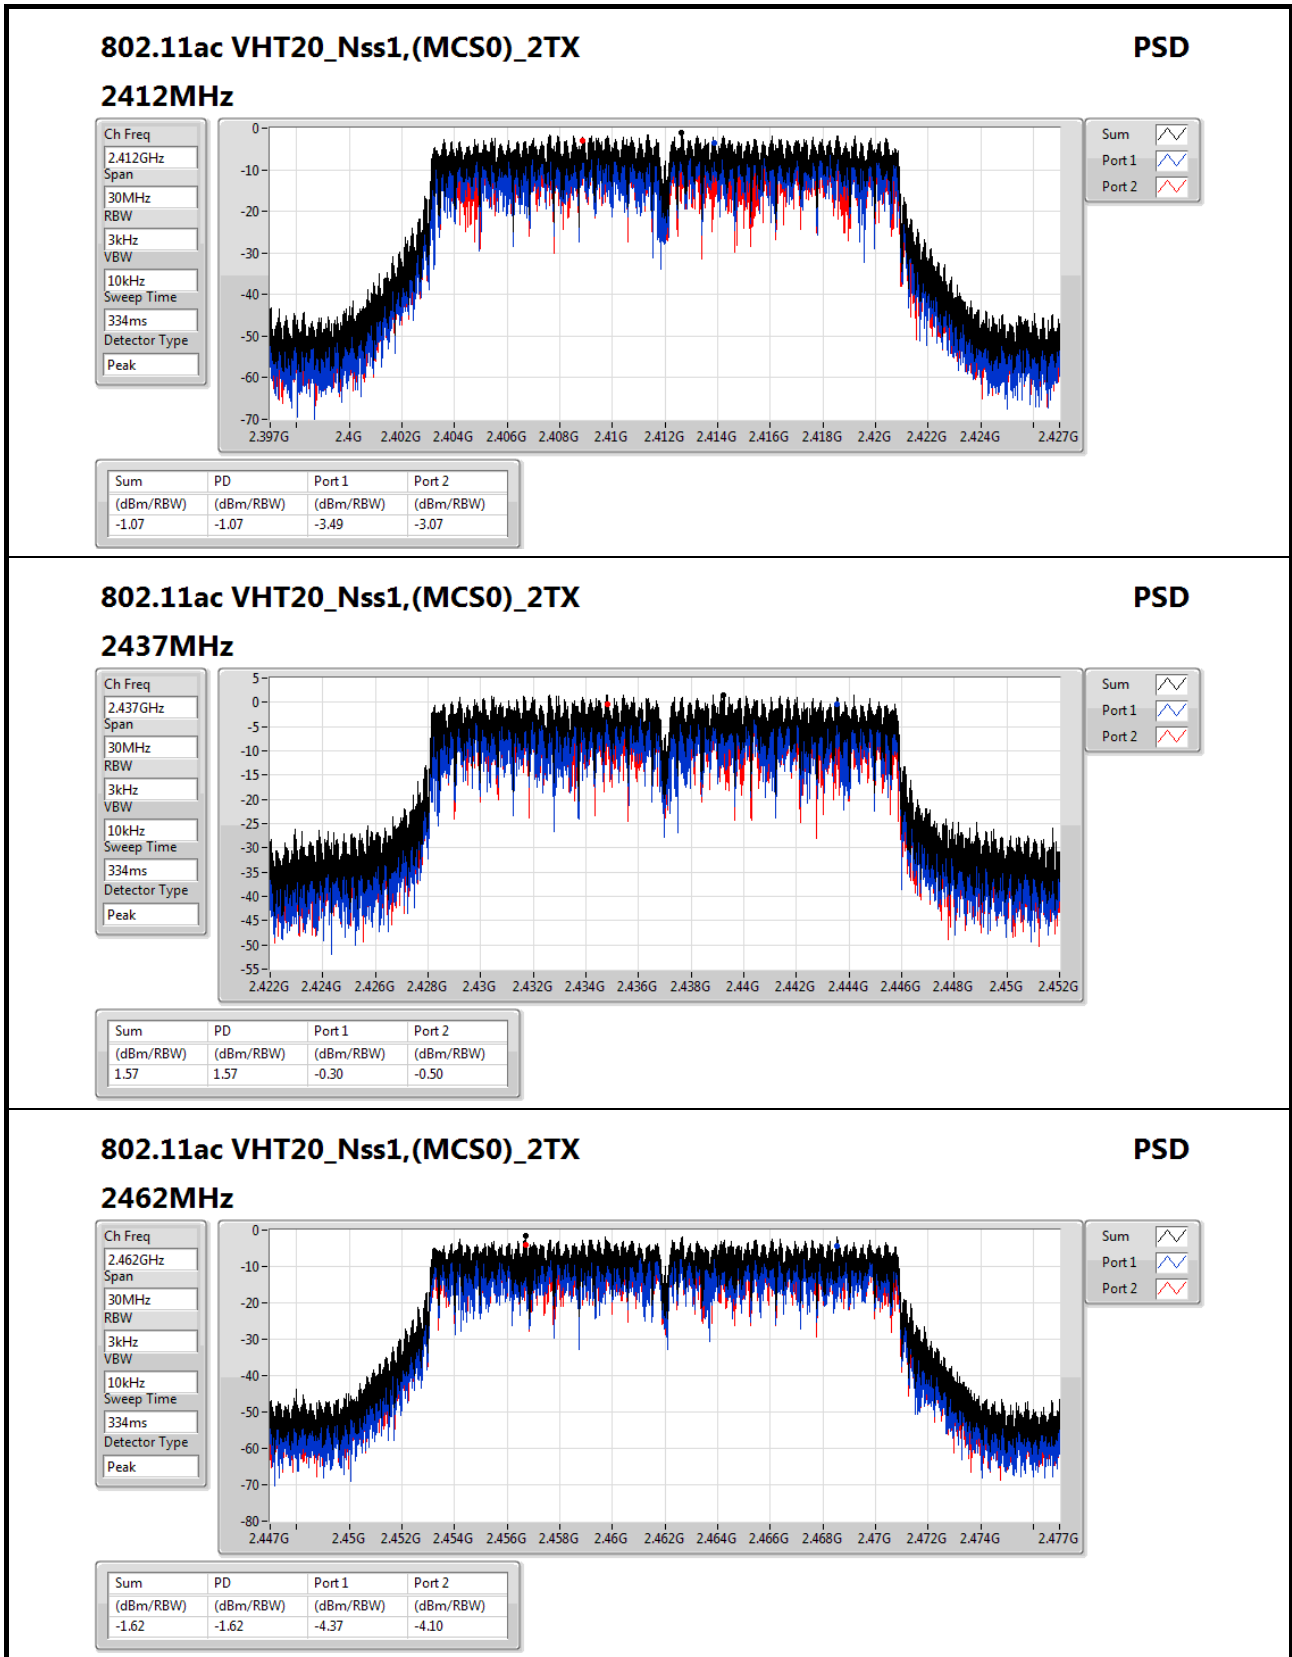 802.11ac VHT20_Nss1,(MCS0)_2TX PSD
2412MHz
Ch Freq
2.412GHz
Span
30MHz
RBW
3kHz
VBW
10kHz
Sweep Time
334ms
Detector Type
Peak
0
-10
-20
-30
-40
-50
-60
-70
2.397G 2.4G 2.402G 2.404G 2.406G 2.408G 2.41G 2.412G 2.414G 2.416G 2.418G 2.42G 2.422G 2.424G 2.427G
Sum
Port 1
Port 2
Sum PD Port 1 Port 2
(dBm/RBW) (dBm/RBW) (dBm/RBW) (dBm/RBW)
-1.07 -1.07 -3.49 -3.07
802.11ac VHT20_Nss1,(MCS0)_2TX PSD
2437MHz
Ch Freq
2.437GHz
Span
30MHz
RBW
3kHz
VBW
10kHz
Sweep Time
334ms
Detector Type
Peak
5
0
-5
-10
-15
-20
-25
-30
-35
-40
-45
-50
-55
2.422G 2.424G 2.426G 2.428G 2.43G 2.432G 2.434G 2.436G 2.438G 2.44G 2.442G 2.444G 2.446G 2.448G 2.45G 2.452G
Sum
Port 1
Port 2
Sum PD Port 1 Port 2
(dBm/RBW) (dBm/RBW) (dBm/RBW) (dBm/RBW)
1.57 1.57 -0.30 -0.50
802.11ac VHT20_Nss1,(MCS0)_2TX PSD
2462MHz
Ch Freq
2.462GHz
Span
30MHz
RBW
3kHz
VBW
10kHz
Sweep Time
334ms
Detector Type
Peak
0
-10
-20
-30
-40
-50
-60
-70
-80
2.447G 2.45G 2.452G 2.454G 2.456G 2.458G 2.46G 2.462G 2.464G 2.466G 2.468G 2.47G 2.472G 2.474G 2.477G
Sum
Port 1
Port 2
Sum PD Port 1 Port 2
(dBm/RBW) (dBm/RBW) (dBm/RBW) (dBm/RBW)
-1.62 -1.62 -4.37 -4.10